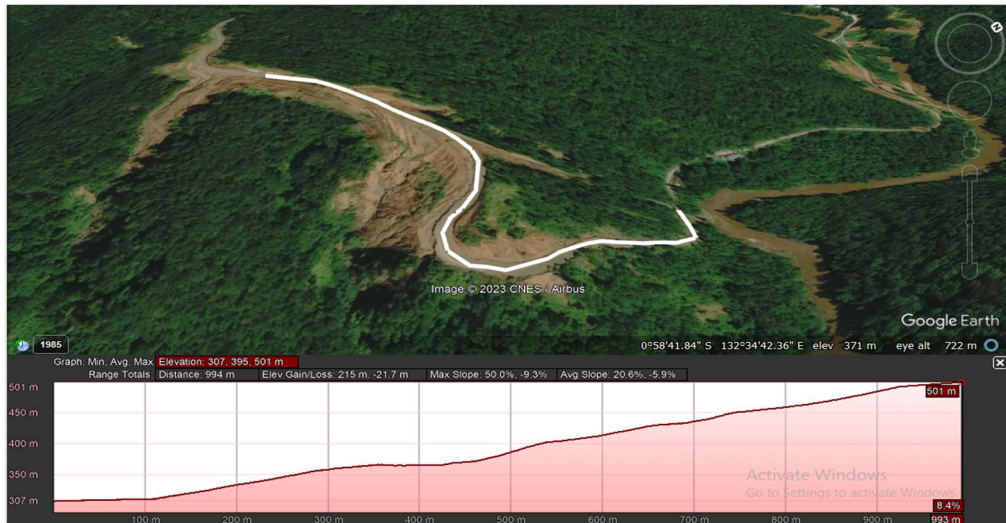 N
Image © 2023 CNES / Airbus
Google Earth
1985
0°58'41.84" S 132°34'42.36" E elev 371 m eye alt 722 m
Graph: Min, Avg, Max Elevation: 307, 395, 501 m
Range Totals: Distance: 994 m Elev Gain/Loss: 215 m, -21.7 m Max Slope: 50.0%, -9.3% Avg Slope: 20.6%, -5.9%
501 m
501 m
450 m
400 m
350 m
Activate Windows
Go to Settings to activate Windows.
307 m
8.4%
100 m 200 m 300 m 400 m 500 m 600 m 700 m 800 m 900 m 993 m